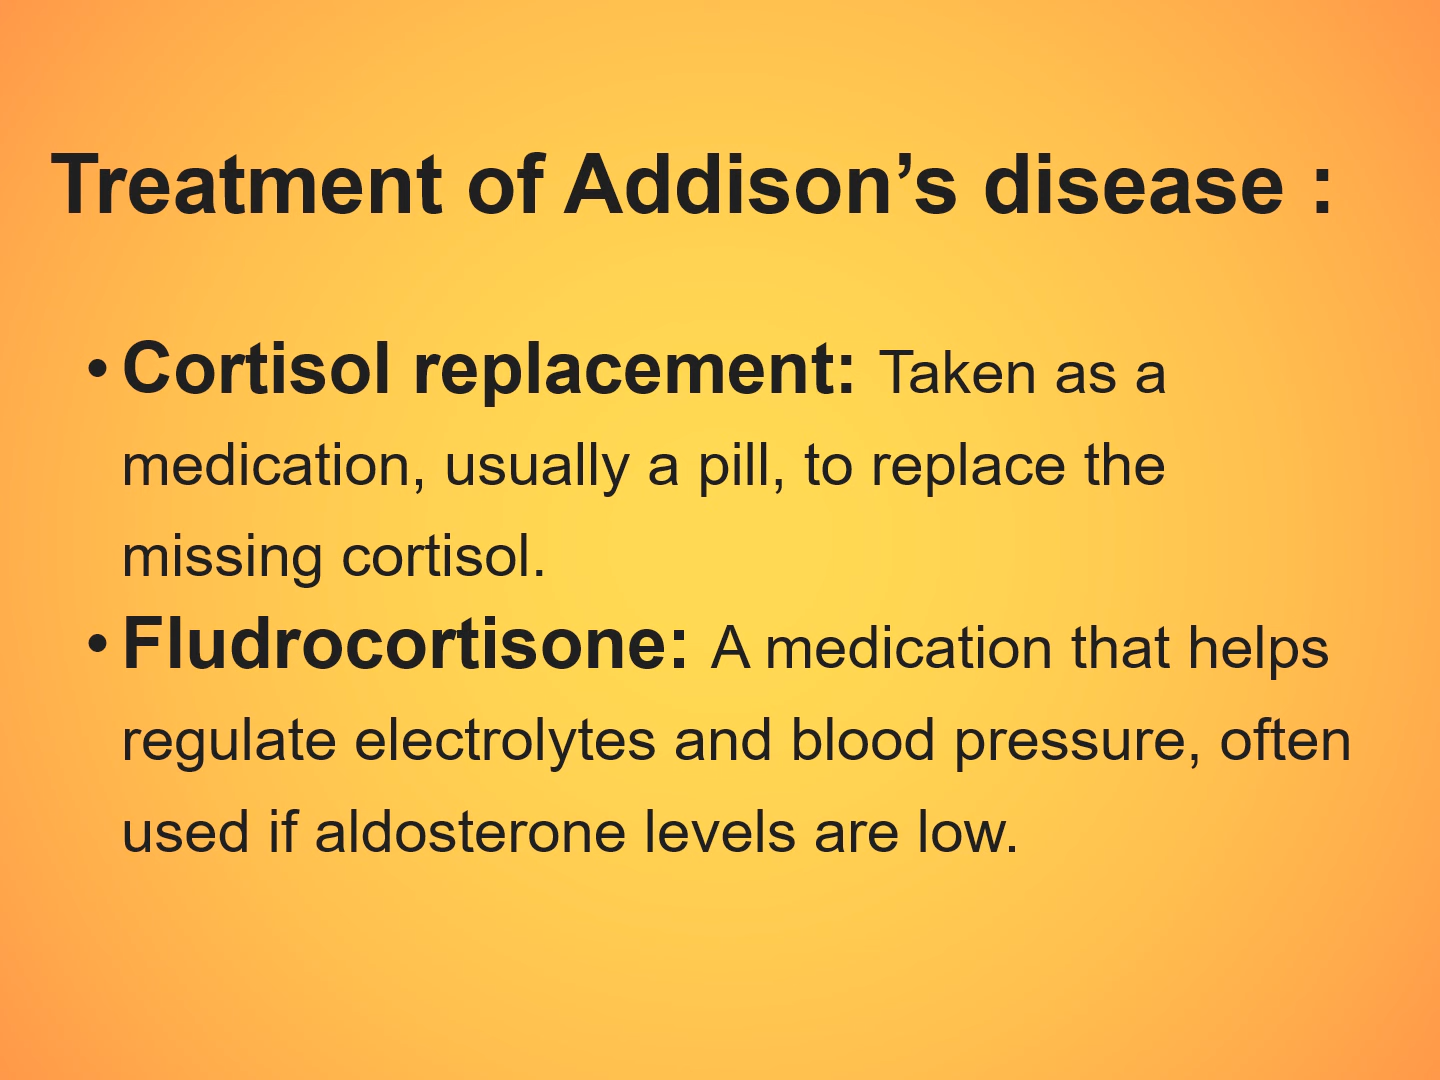 Treatment of Addison’s disease :
• Cortisol replacement: Taken as a
medication, usually a pill, to replace the
missing cortisol.
• Fludrocortisone: A medication that helps
regulate electrolytes and blood pressure, often
used if aldosterone levels are low.